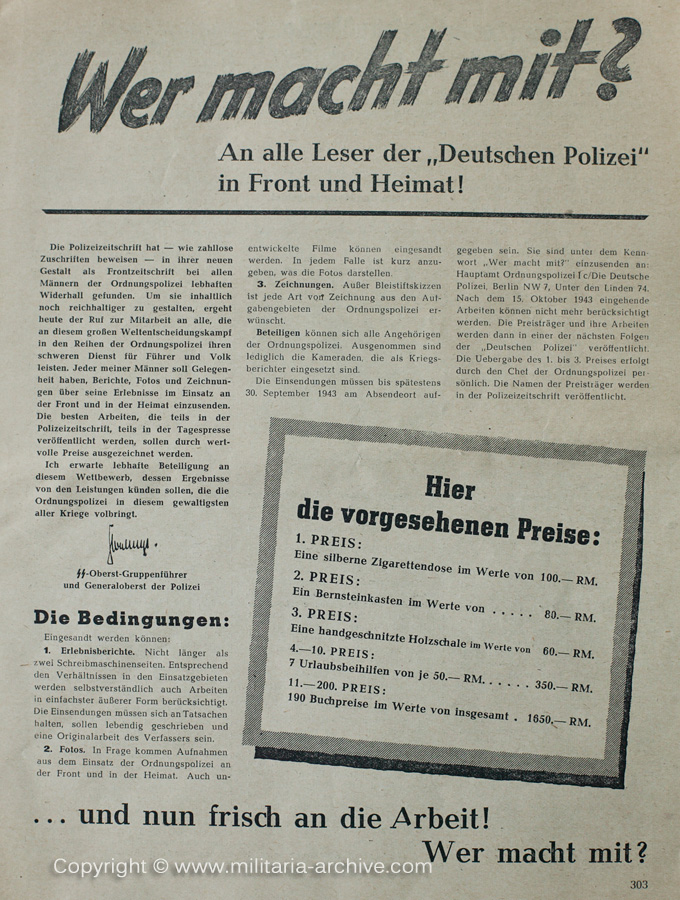 Wer macht mit?
An alle Leser der „Deutschen Polizei“
in Front und Heimat!
Die Polizeizeitschrift hat — wie zahllose
Zuschriften beweisen — in ihrer neuen
Gestalt als Frontzeitschrift bei allen
Männern der Ordnungspolizei lebhaften
Widerhall gefunden. Um sie inhaltlich
noch reichhaltiger zu gestalten, ergeht
heute der Ruf zur Mitarbeit an alle, die
an diesem großen Weltentscheidungskampf
in den Reihen der Ordnungspolizei ihren
schweren Dienst für Führer und Volk
leisten. Jeder meiner Männer soll Gelegen-
heit haben, Berichte, Fotos und Zeichnun-
gen über seine Erlebnisse im Einsatz an
der Front und in der Heimat einzusenden.
Die besten Arbeiten, die teils in der
Polizeizeitschrift, teils in der Tagespresse
veröffentlicht werden, sollen durch wert-
volle Preise ausgezeichnet werden.
Ich erwarte lebhafte Beteiligung an
diesem Wettbewerb, dessen Ergebnisse
von den Leistungen künden sollen, die die
Ordnungspolizei in diesem gewaltigsten
aller Kriege vollbringt.
ϟϟ-Oberst-Gruppenführer
und Generaloberst der Polizei
Die Bedingungen:
Eingesandt werden können:
1. Erlebnisberichte. Nicht länger als
zwei Schreibmaschinenseiten. Entsprechend
den Verhältnissen in den Einsatzgebieten
werden selbstverständlich auch Arbeiten
in einfachster äußerer Form berücksichtigt.
Die Einsendungen müssen sich an Tatsachen
halten, sollen lebendig geschrieben und
eine Originalarbeit des Verfassers sein.
2. Fotos. In Frage kommen Aufnahmen
aus dem Einsatz der Ordnungspolizei an
der Front und in der Heimat. Auch un-
entwickelte Filme können eingesandt
werden. In jedem Falle ist kurz anzu-
geben, was die Fotos darstellen.
3. Zeichnungen. Außer Bleistiftskizzen
ist jede Art von Zeichnung aus den Auf-
gabengebieten der Ordnungspolizei er-
wünscht.
Beteiligen können sich alle Angehörigen
der Ordnungspolizei. Ausgenommen sind
lediglich die Kameraden, die als Kriegs-
berichter eingesetzt sind.
Die Einsendungen müssen bis spätestens
30. September 1943 am Absendeort auf-
gegeben sein. Sie sind unter dem Kenn-
wort „Wer macht mit?“ einzusenden an:
Hauptamt Ordnungspolizei I c/Die Deutsche
Polizei, Berlin NW 7, Unter den Linden 74.
Nach dem 15. Oktober 1943 eingehende
Arbeiten können nicht mehr berücksichtigt
werden. Die Preisträger und ihre Arbeiten
werden dann in einer der nächsten Folgen
der „Deutschen Polizei“ veröffentlicht.
Die Uebergabe des 1. bis 3. Preises erfolgt
durch den Chef der Ordnungspolizei per-
sönlich. Die Namen der Preisträger werden
in der Polizeizeitschrift veröffentlicht.
Hier
die vorgesehenen Preise:
1. PREIS:
Eine silberne Zigarettendose im Werte von 100.— RM.
2. PREIS:
Ein Bernsteinkasten im Werte von . . . . . 80.— RM.
3. PREIS:
Eine handgeschnitzte Holzschale im Werte von 60.— RM.
4.—10. PREIS:
7 Urlaubsbeihilfen von je 50.— RM. . . . . . 350.— RM.
11.—200. PREIS:
190 Buchpreise im Werte von insgesamt . 1650.— RM.
... und nun frisch an die Arbeit!
Wer macht mit?
Copyright © www.militaria-archive.com
303